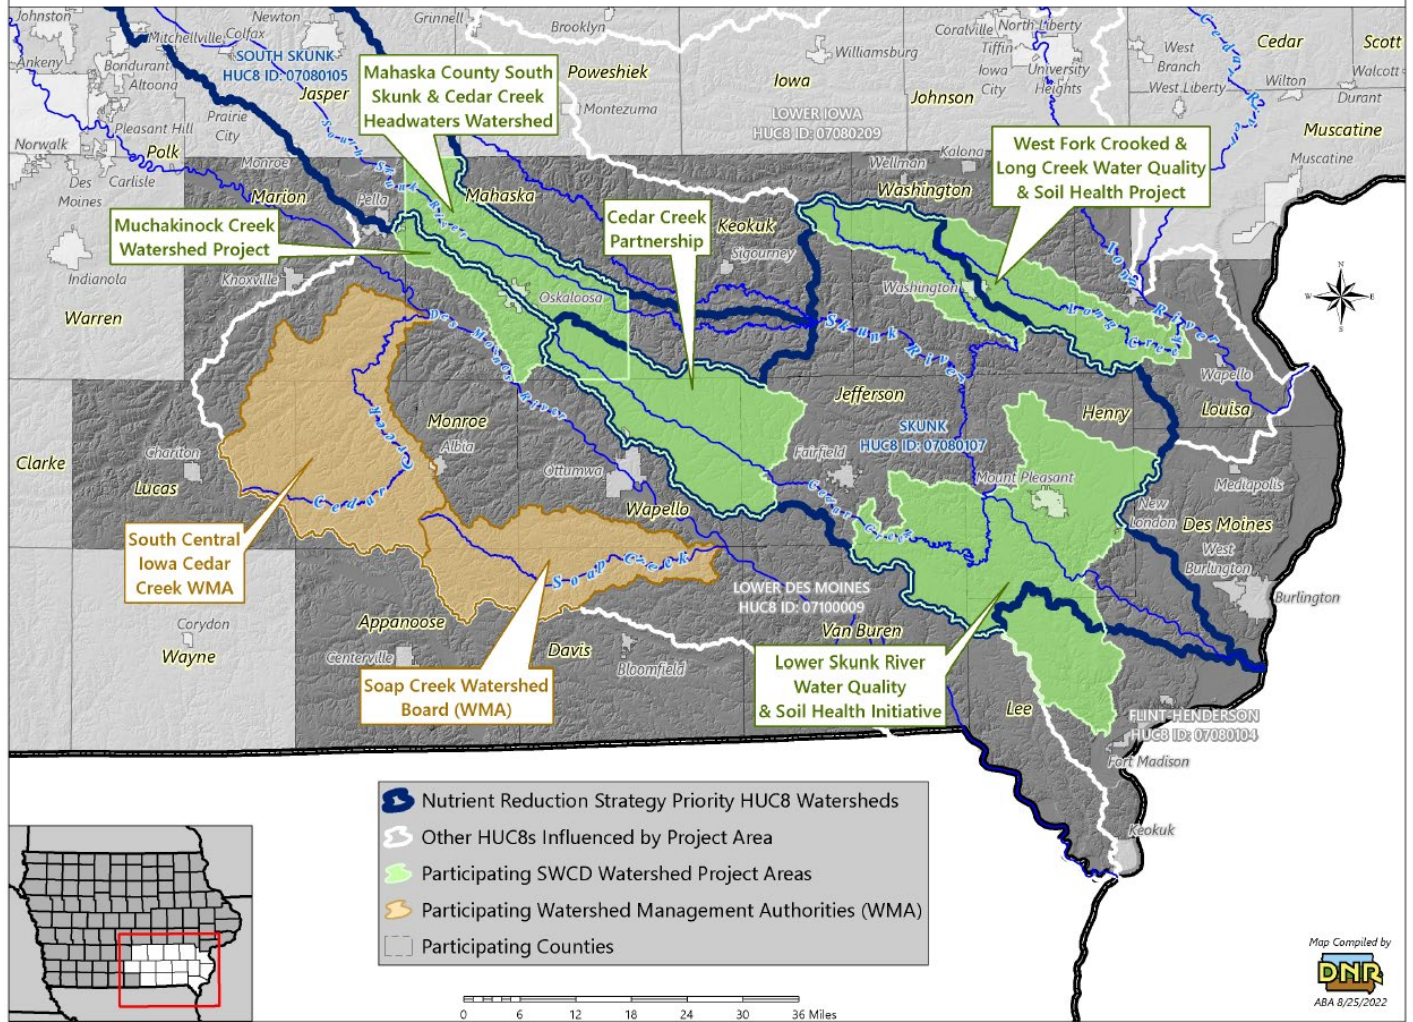 Johnston
Ankeny
Mitchellville
Colfax
Newton
Grinnell
Brooklyn
Coralville
North Liberty
Tiffin
Iowa
City
University
Heights
West
Branch
West Liberty
Cedar
Scott
Walcott
Wilton
Durant
Bondurant
Altoona
SOUTH SKUNK
HUC8 ID: 07080105
Jasper
Poweshiek
Williamsburg
Iowa
Johnson
Montezuma
Prairie
City
Pleasant Hill
Norwalk
Polk
Monroe
Des
Moines
Carlisle
Marion
Pella
LOWER IOWA
HUC8 ID: 07080209
Muscatine
Muscatine
Cedar R
Mahaska County South
Skunk & Cedar Creek
Headwaters Watershed
West Fork Crooked &
Long Creek Water Quality
& Soil Health Project
Wellman
Kalona
Washington
Mahaska
South Skunk River
Muchakinock Creek
Watershed Project
Cedar Creek
Partnership
Keokuk
Sigourney
Indianola
Knoxville
Warren
Oskaloosa
Washington
Iowa River
Long Creek
Skunk River
Des Moines River
Wapello
Louisa
Jefferson
Henry
Monroe
Albia
SKUNK
HUC8 ID: 07080107
Clarke
Chariton
Lucas
Cedar Creek
Ottumwa
Fairfield
Mount Pleasant
Mediapolis
Wapello
Cedar Creek
New
London
Des Moines
West
Burlington
Burlington
South Central
Iowa Cedar
Creek WMA
Soap Creek
LOWER DES MOINES
HUC8 ID: 07100009
Corydon
Wayne
Appanoose
Centerville
Davis
Bloomfield
Van Buren
Soap Creek Watershed
Board (WMA)
Lower Skunk River
Water Quality
& Soil Health Initiative
Lee
FLINT-HENDERSON
HUC8 ID: 07080104
Fort Madison
Keokuk
N
W
E
S
Nutrient Reduction Strategy Priority HUC8 Watersheds
Other HUC8s Influenced by Project Area
Participating SWCD Watershed Project Areas
Participating Watershed Management Authorities (WMA)
Participating Counties
0 6 12 18 24 30 36 Miles
Map Compiled by
DNR
ABA 8/25/2022